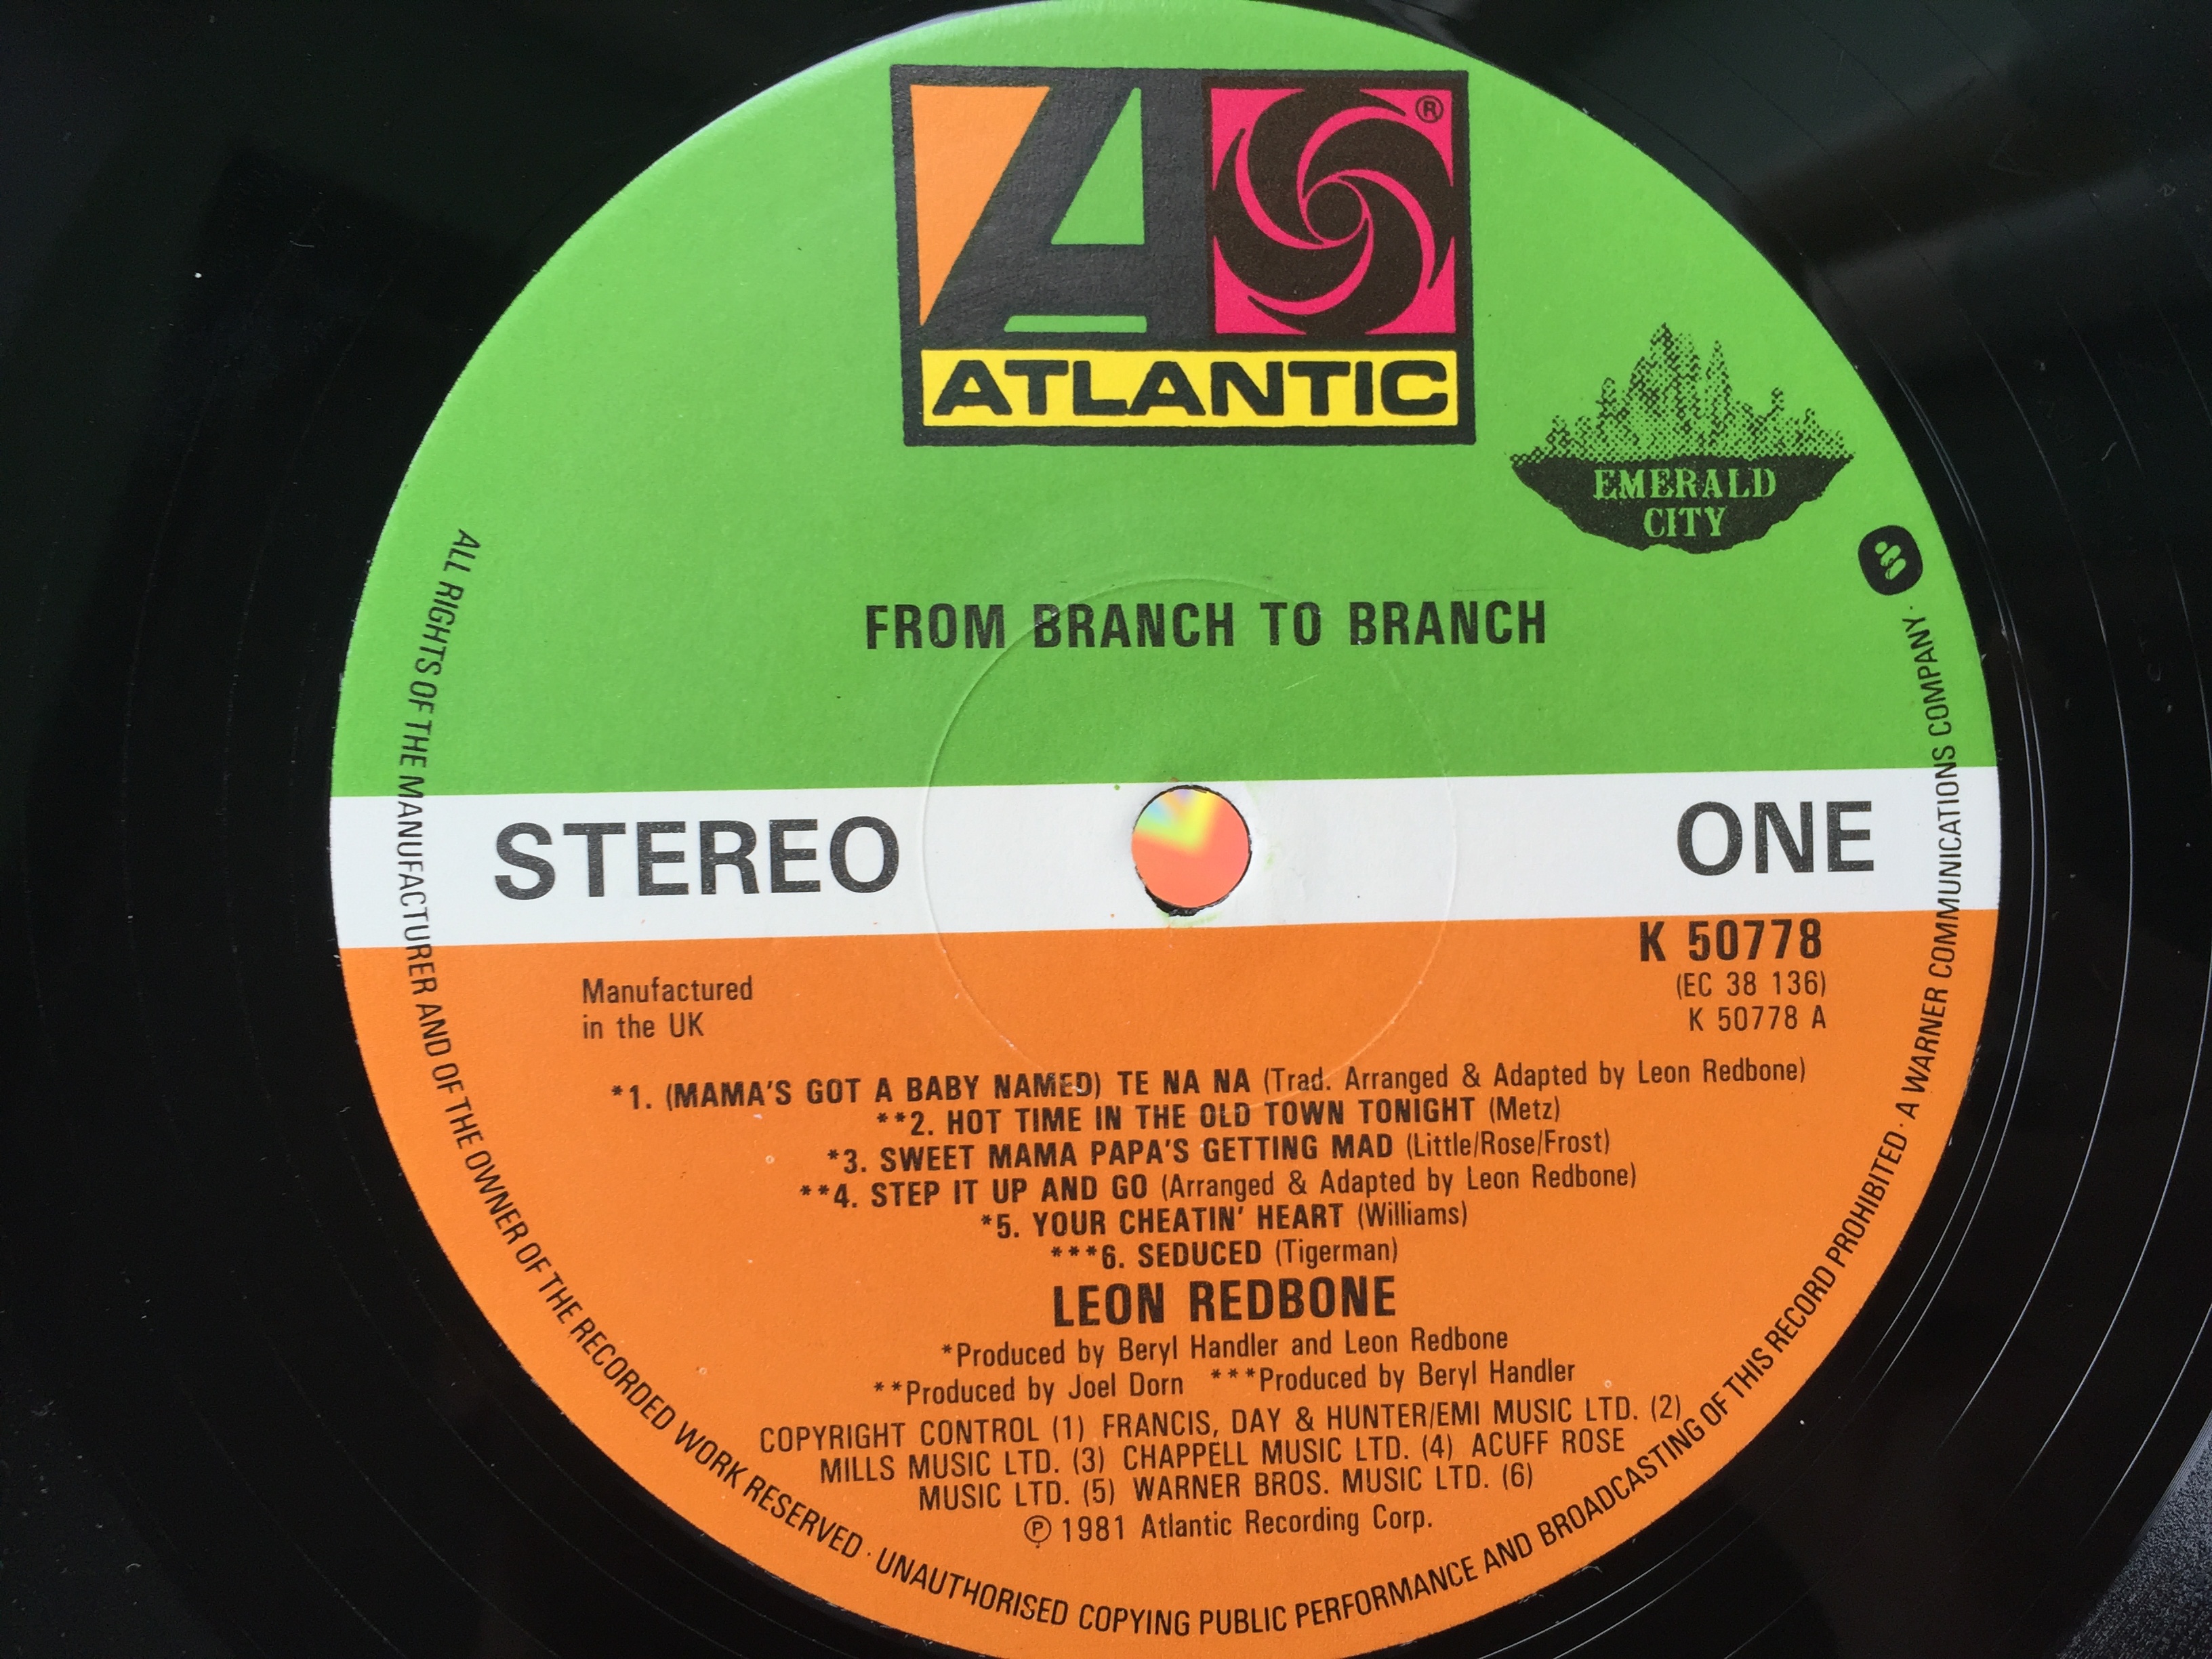 ®
ATLANTIC
EMERALD
CITY
FROM BRANCH TO BRANCH
STEREO
ONE
K 50778
(EC 38 136)
K 50778 A
Manufactured
in the UK
*1. (MAMA'S GOT A BABY NAMED) TE NA NA (Trad. Arranged & Adapted by Leon Redbone)
**2. HOT TIME IN THE OLD TOWN TONIGHT (Metz)
*3. SWEET MAMA PAPA'S GETTING MAD (Little/Rose/Frost)
**4. STEP IT UP AND GO (Arranged & Adapted by Leon Redbone)
*5. YOUR CHEATIN' HEART (Williams)
***6. SEDUCED (Tigerman)
LEON REDBONE
*Produced by Beryl Handler and Leon Redbone
**Produced by Joel Dorn ***Produced by Beryl Handler
COPYRIGHT CONTROL (1) FRANCIS, DAY & HUNTER/EMI MUSIC LTD. (2)
MILLS MUSIC LTD. (3) CHAPPELL MUSIC LTD. (4) ACUFF ROSE
MUSIC LTD. (5) WARNER BROS. MUSIC LTD. (6)
℗ 1981 Atlantic Recording Corp.
ALL RIGHTS OF THE MANUFACTURER AND OF THE OWNER OF THE RECORDED WORK RESERVED · UNAUTHORISED COPYING PUBLIC PERFORMANCE AND BROADCASTING OF THIS RECORD PROHIBITED · A WARNER COMMUNICATIONS COMPANY ·